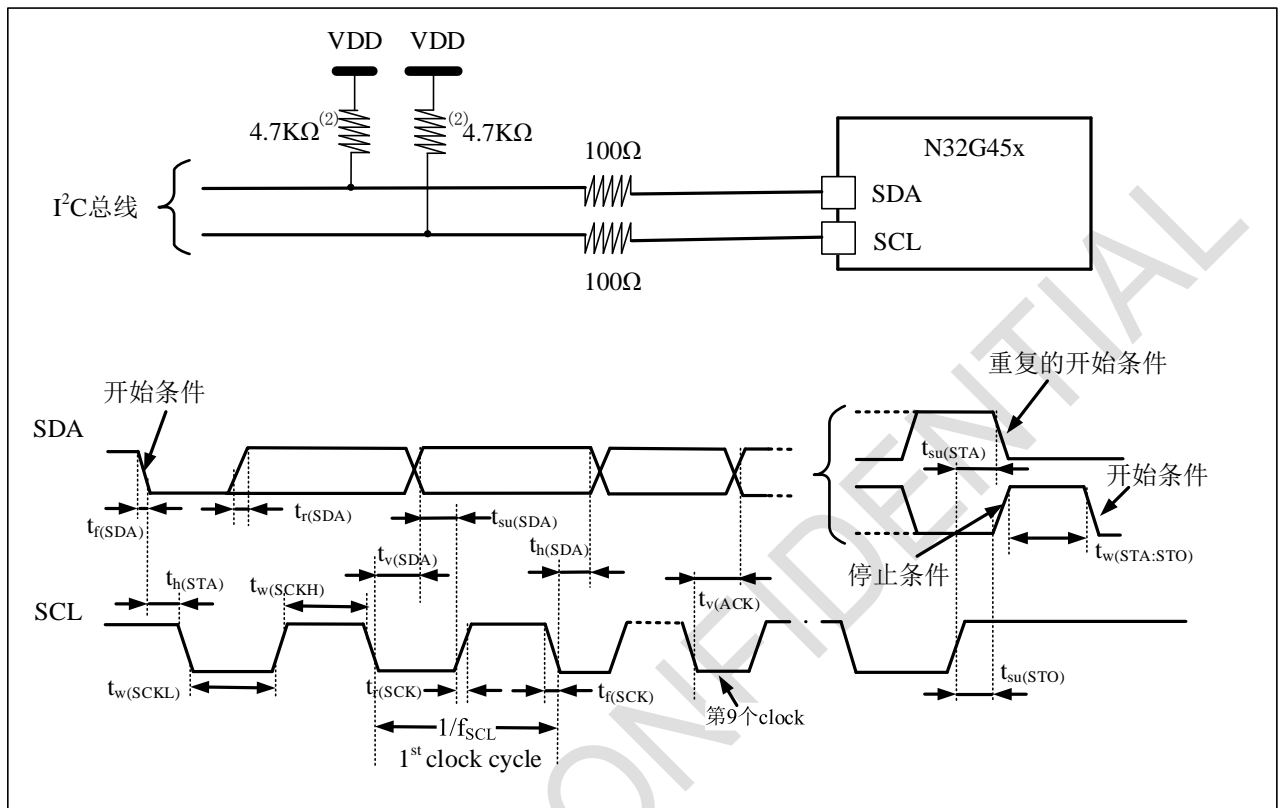 VDD VDD
4.7KΩ(2) (2)4.7KΩ
100Ω
N32G45x
SDA
I²C总线
SCL
100Ω
重复的开始条件
开始条件
SDA
tsu(STA)
开始条件
tf(SDA)
tr(SDA)
tsu(SDA)
tv(SDA)
th(SDA)
tw(STA:STO)
停止条件
th(STA)
tw(SCKH)
tv(ACK)
SCL
tw(SCKL)
tr(SCK)
tf(SCK)
tsu(STO)
第9个clock
1/fSCL
1st clock cycle
CONFIDENTIAL